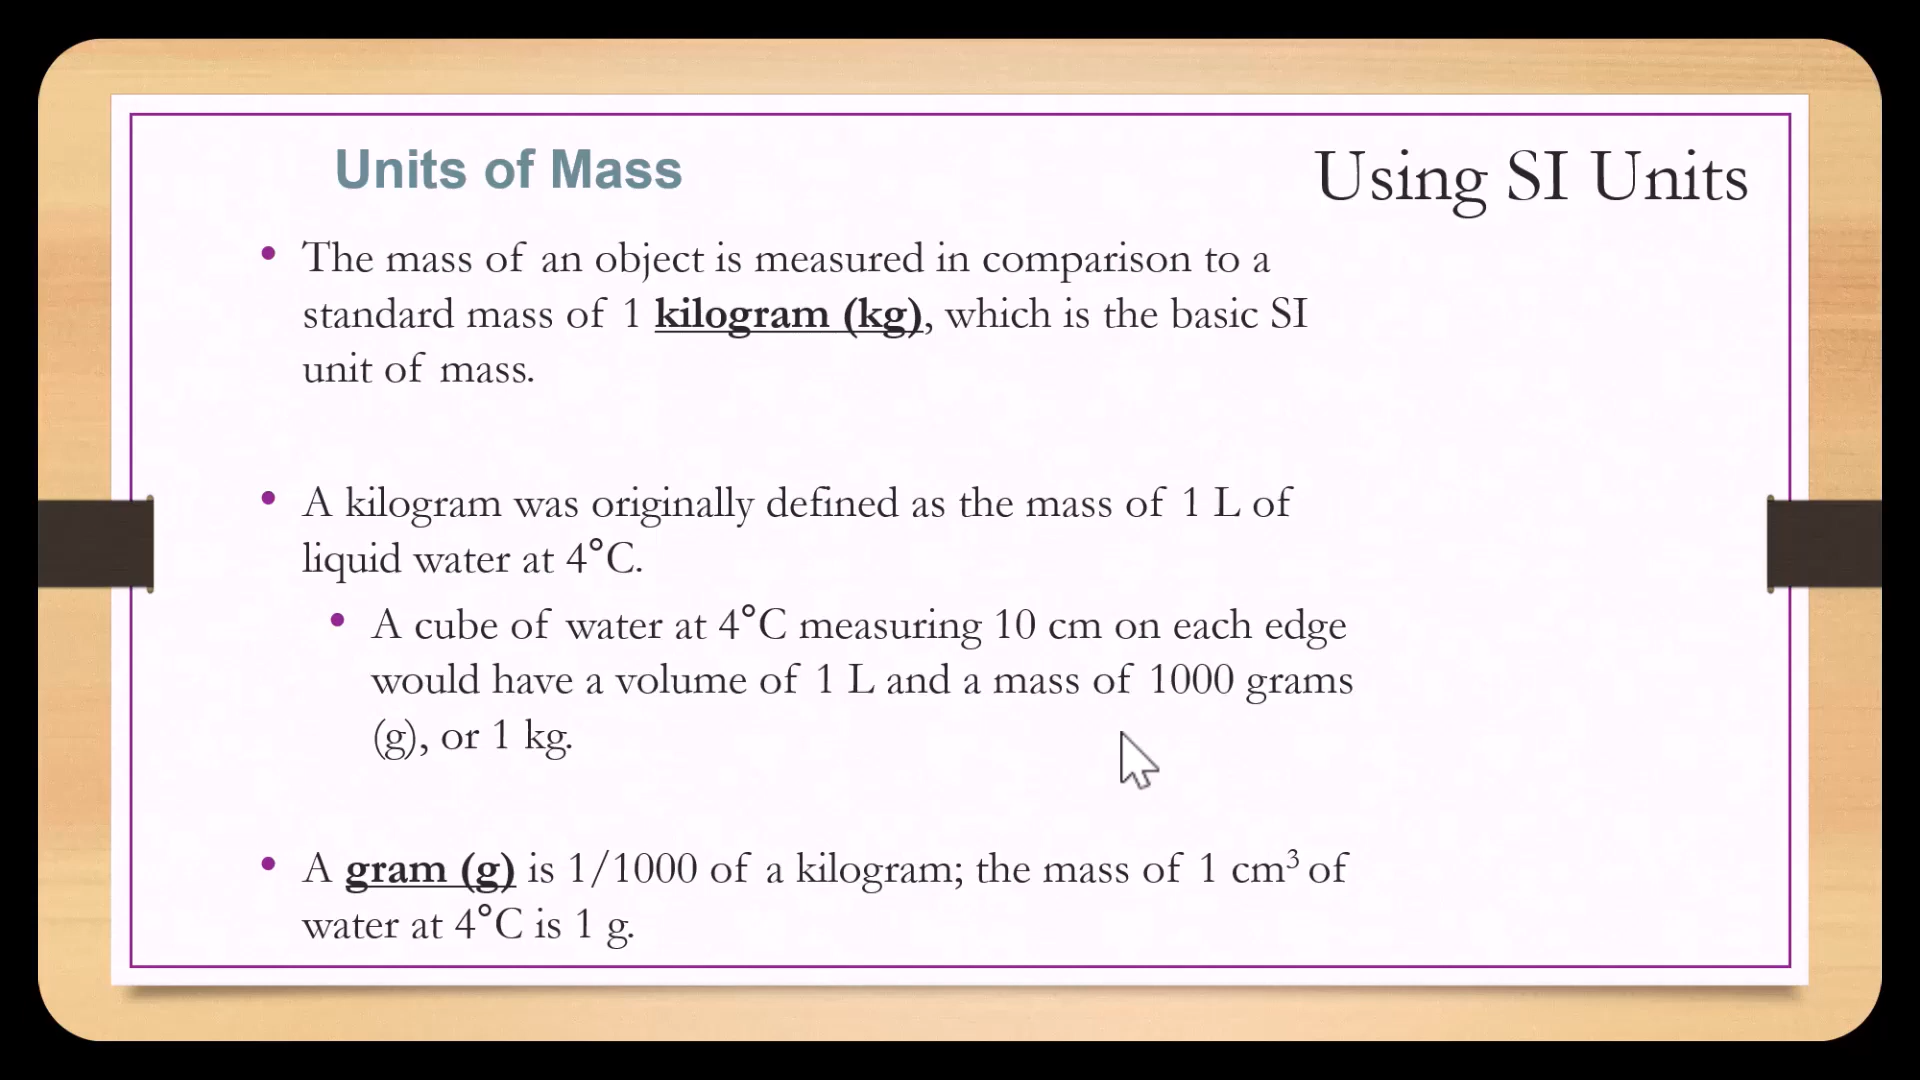 Units of Mass
Using SI Units
• The mass of an object is measured in comparison to a
standard mass of 1 kilogram (kg), which is the basic SI
unit of mass.
• A kilogram was originally defined as the mass of 1 L of
liquid water at 4°C.
• A cube of water at 4°C measuring 10 cm on each edge
would have a volume of 1 L and a mass of 1000 grams
(g), or 1 kg.
• A gram (g) is 1/1000 of a kilogram; the mass of 1 cm³ of
water at 4°C is 1 g.